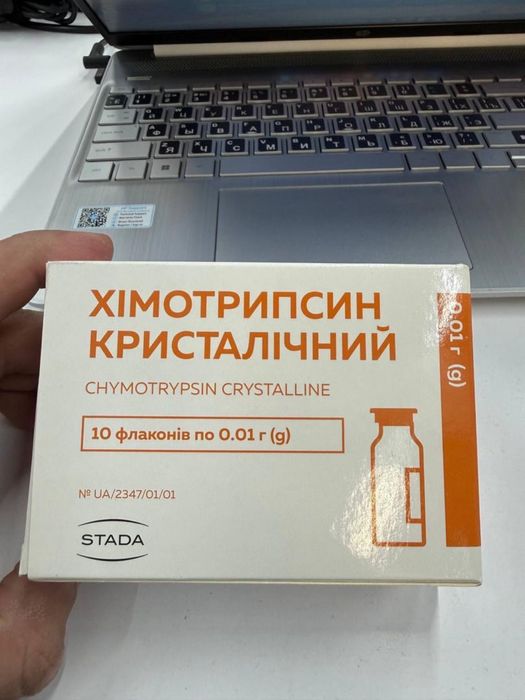 ХІМОТРИПСИН
КРИСТАЛІЧНИЙ
CHYMOTRYPSIN CRYSTALLINE
10 флаконів по 0.01 г (g)
№ UA/2347/01/01
STADA
0.01 г (g)